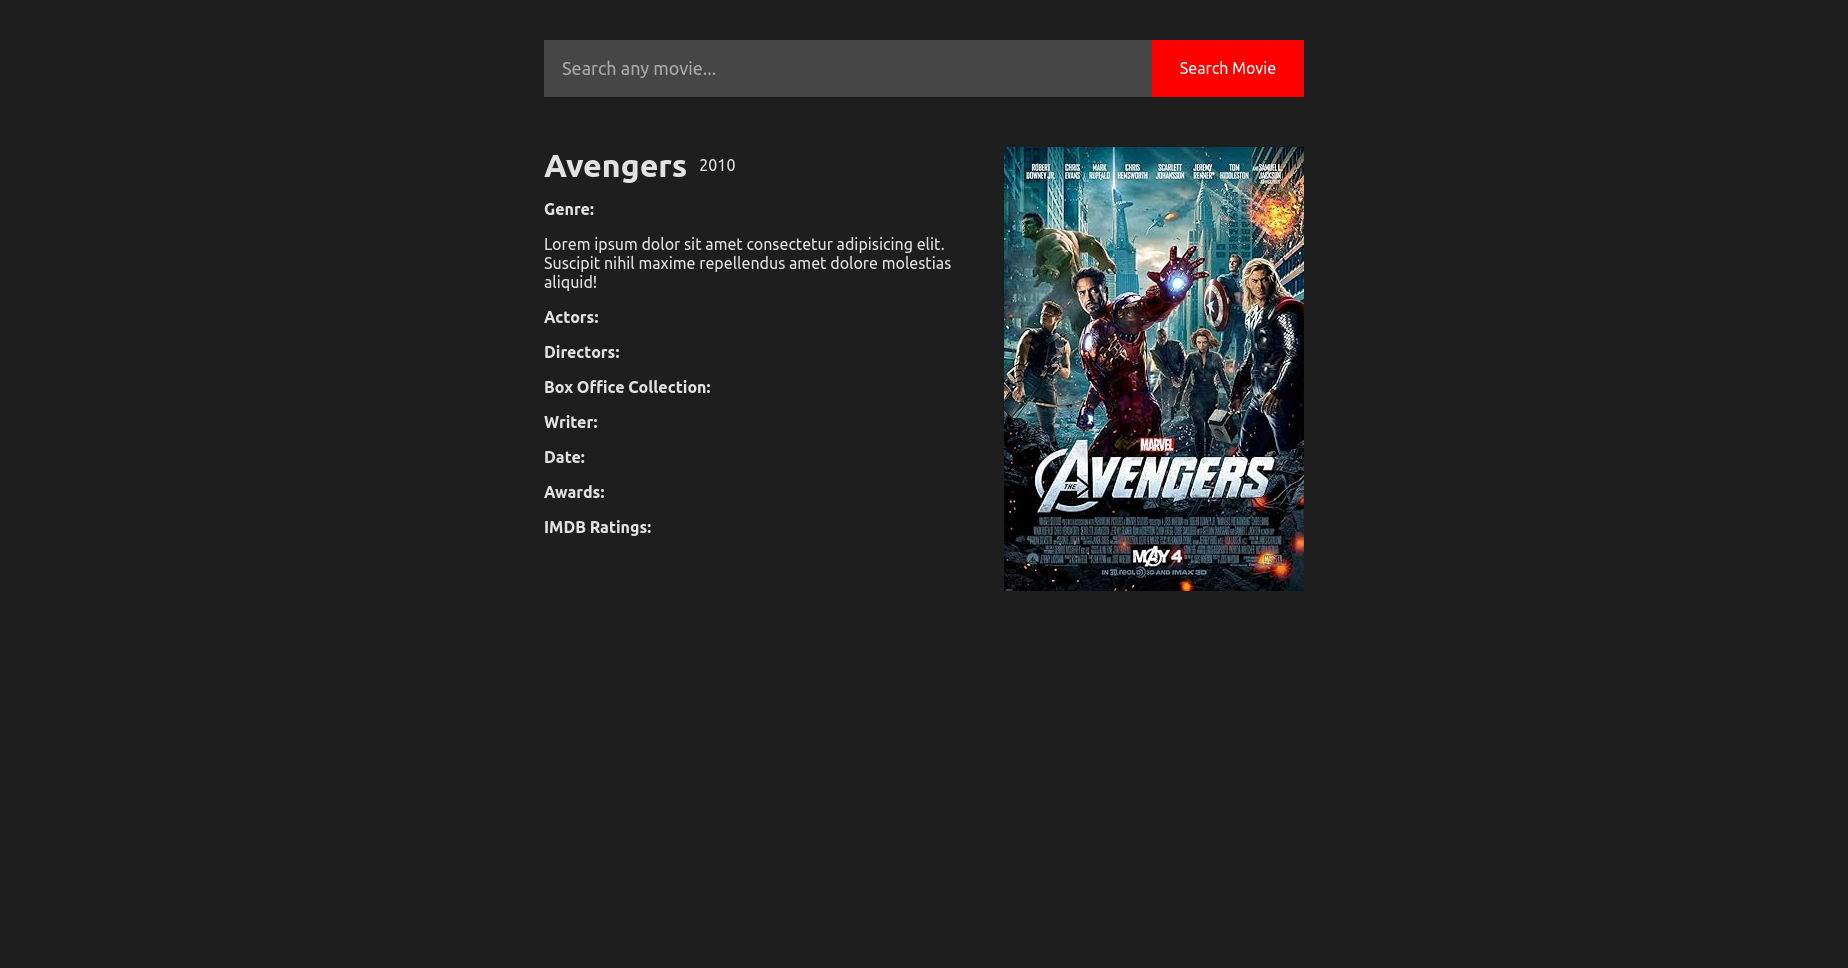 Search any movie...
Search Movie
Avengers 2010
Genre:
Lorem ipsum dolor sit amet consectetur adipisicing elit.
Suscipit nihil maxime repellendus amet dolore molestias
aliquid!
Actors:
Directors:
Box Office Collection:
Writer:
Date:
Awards:
IMDB Ratings:
ROBERT DOWNEY JR.
CHRIS EVANS
MARK RUFFALO
CHRIS HEMSWORTH
SCARLETT JOHANSSON
JEREMY RENNER
TOM HIDDLESTON
AND SAMUEL L. JACKSON
MARVEL
THE AVENGERS
MAY 4
IN 3D, REAL D 3D AND IMAX 3D